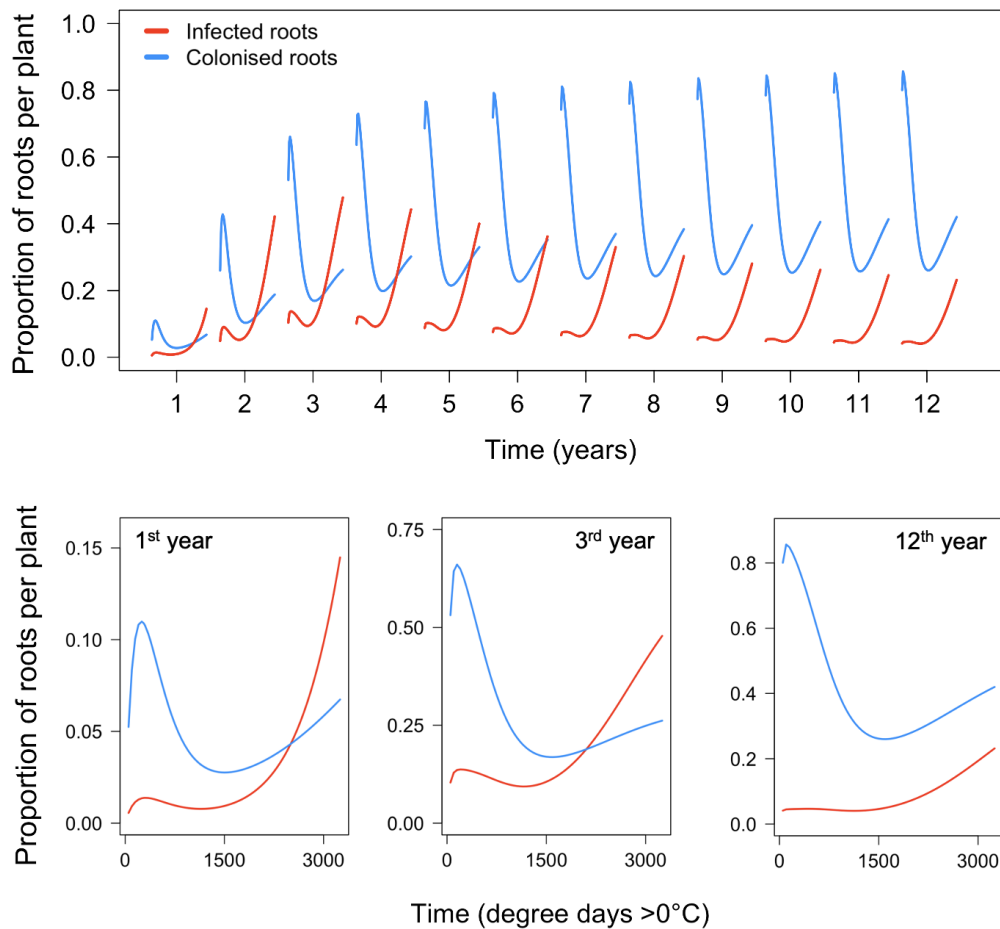 Proportion of roots per plant
1.0
0.8
0.6
0.4
0.2
0.0
Infected roots
Colonised roots
1 2 3 4 5 6 7 8 9 10 11 12
Time (years)
Proportion of roots per plant
1st year
0.15
0.10
0.05
0.00
0 1500 3000
3rd year
0.75
0.50
0.25
0.00
0 1500 3000
12th year
0.8
0.6
0.4
0.2
0.0
0 1500 3000
Time (degree days >0°C)